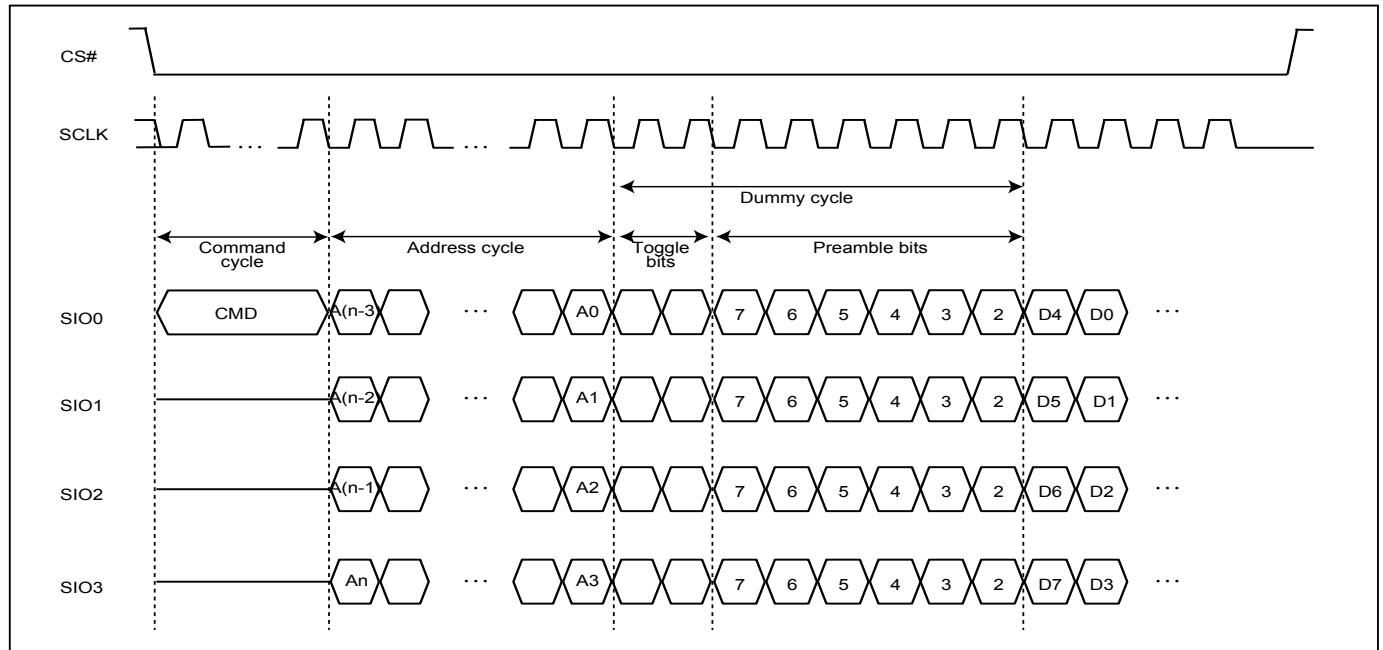 CS#
SCLK
...
...
Dummy cycle
Command
cycle
Address cycle
Toggle
bits
Preamble bits
SIO0
CMD
A(n-3)
...
A0
7
6
5
4
3
2
D4
D0
...
SIO1
A(n-2)
...
A1
7
6
5
4
3
2
D5
D1
...
SIO2
A(n-1)
...
A2
7
6
5
4
3
2
D6
D2
...
SIO3
An
...
A3
7
6
5
4
3
2
D7
D3
...